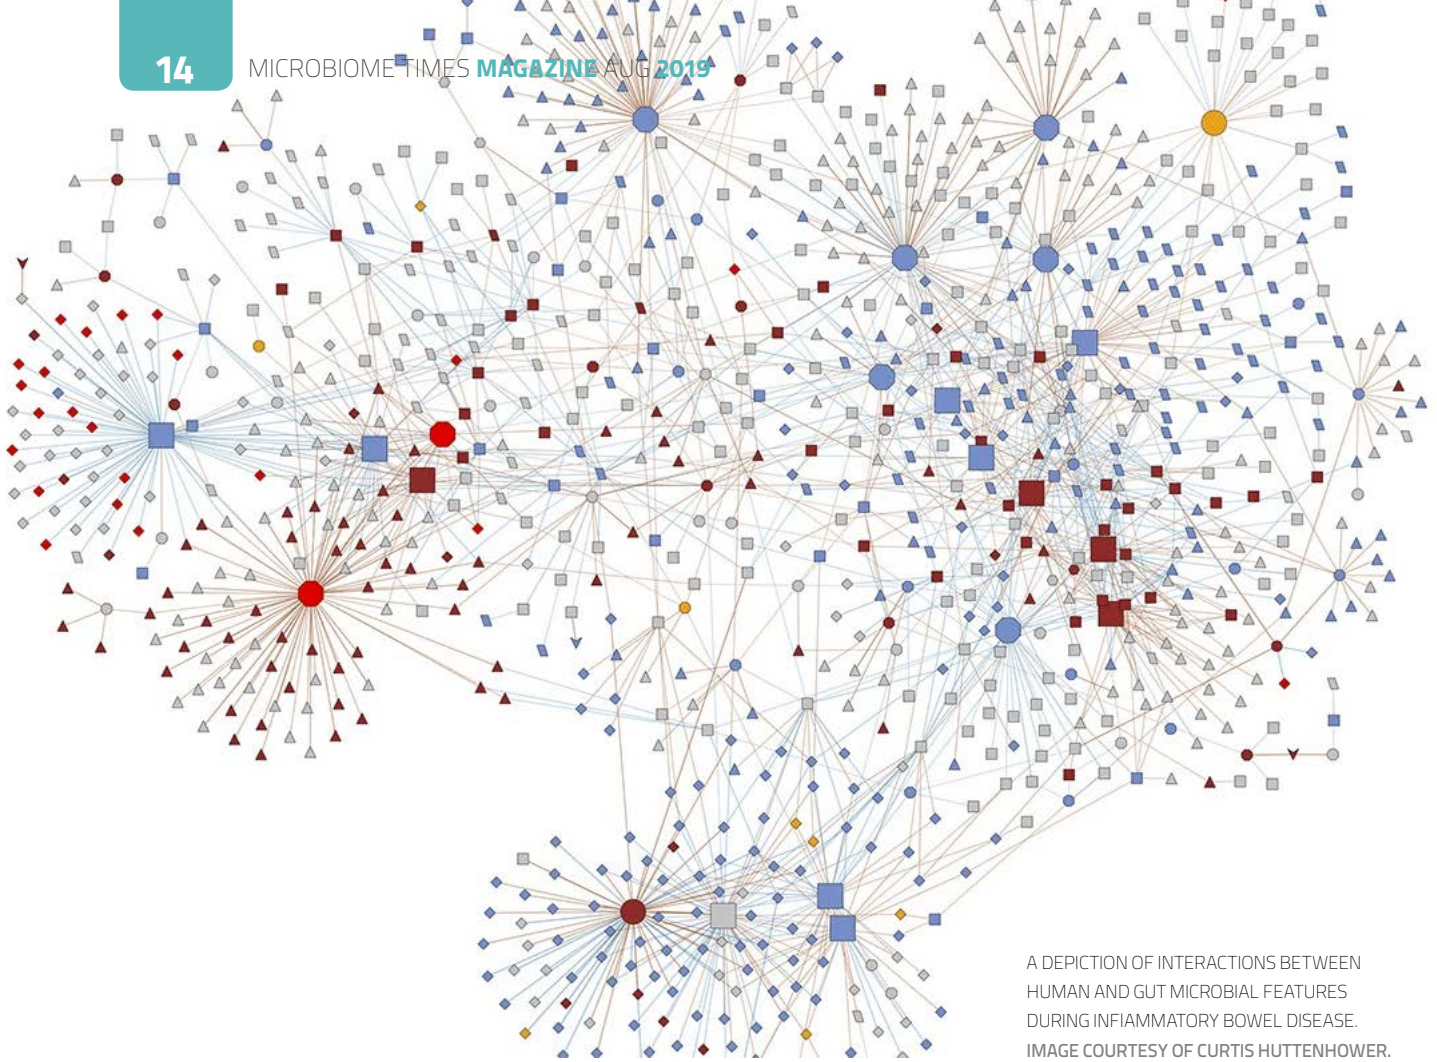 14
MICROBIOME TIMES MAGAZINE AUG 2019
A DEPICTION OF INTERACTIONS BETWEEN
HUMAN AND GUT MICROBIAL FEATURES
DURING INFIAMMATORY BOWEL DISEASE.
IMAGE COURTESY OF CURTIS HUTTENHOWER.